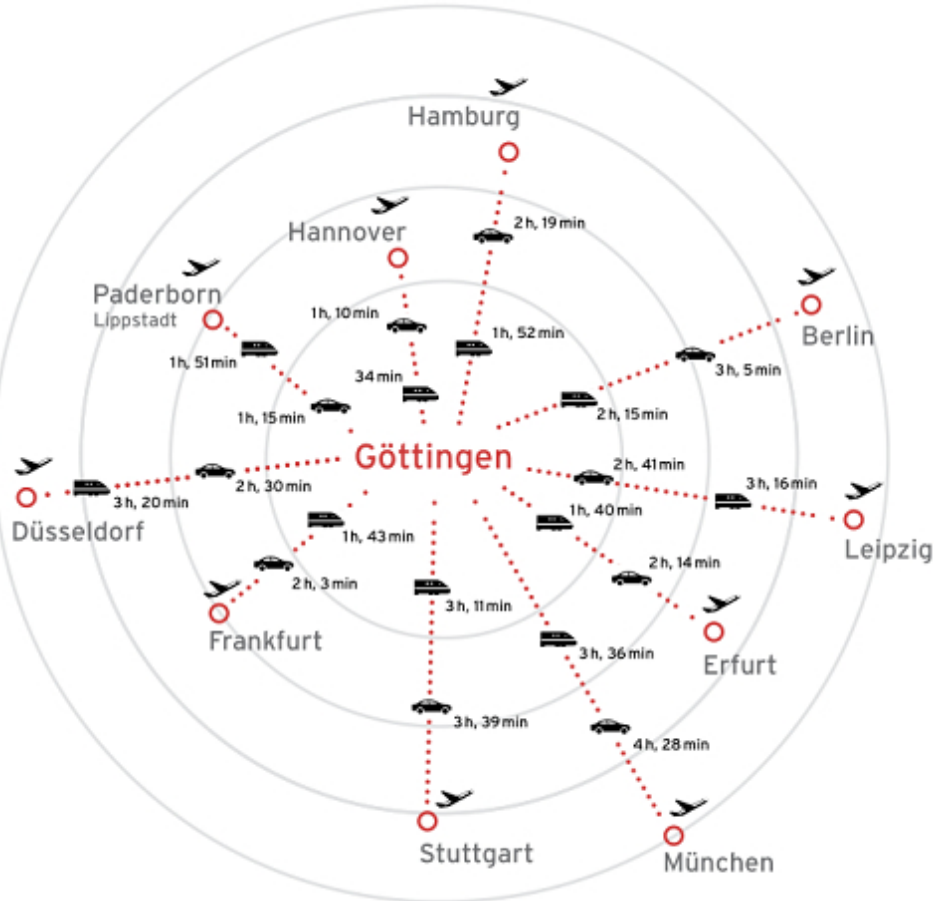 Hamburg
2 h, 19 min
Hannover
Paderborn
Lippstadt
1 h, 10 min
1 h, 52 min
Berlin
1 h, 51 min
3 h, 5 min
34 min
1 h, 15 min
2 h, 15 min
Göttingen
2 h, 41 min
3 h, 20 min
2 h, 30 min
3 h, 16 min
Düsseldorf
1 h, 43 min
1 h, 40 min
Leipzig
2 h, 3 min
2 h, 14 min
3 h, 11 min
Frankfurt
3 h, 36 min
Erfurt
3 h, 39 min
4 h, 28 min
Stuttgart
München